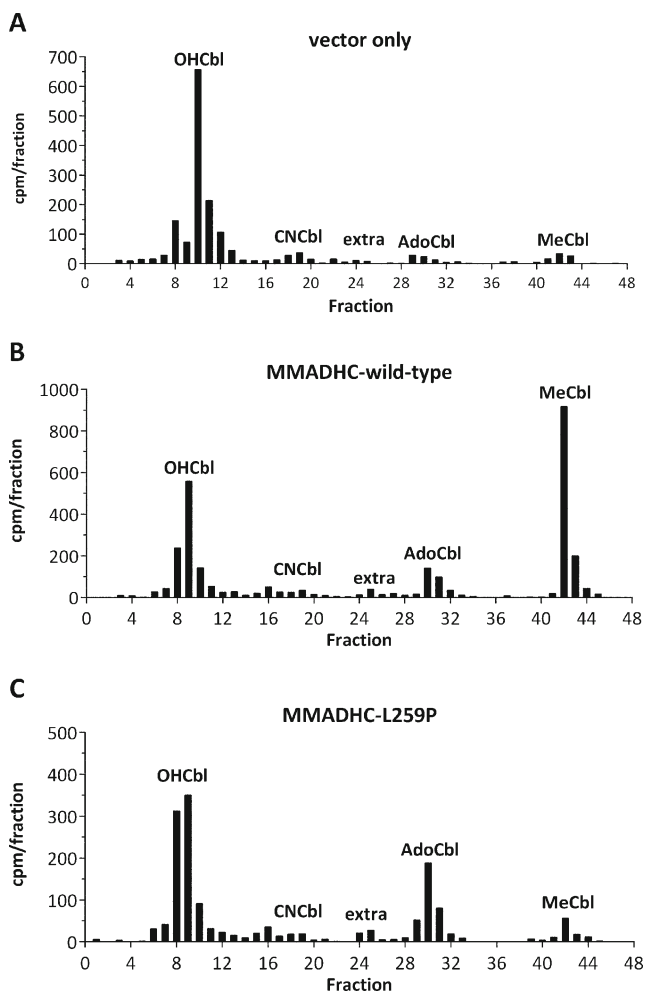 A
vector only
OHCbl
700
600
500
400
300
200
100
0
cpm/fraction
CNCbl
extra
AdoCbl
MeCbl
0 4 8 12 16 20 24 28 32 36 40 44 48
Fraction
B
MMADHC-wild-type
MeCbl
1000
800
600
400
200
0
cpm/fraction
OHCbl
CNCbl
extra
AdoCbl
0 4 8 12 16 20 24 28 32 36 40 44 48
Fraction
C
MMADHC-L259P
500
400
300
200
100
0
cpm/fraction
OHCbl
CNCbl
extra
AdoCbl
MeCbl
0 4 8 12 16 20 24 28 32 36 40 44 48
Fraction